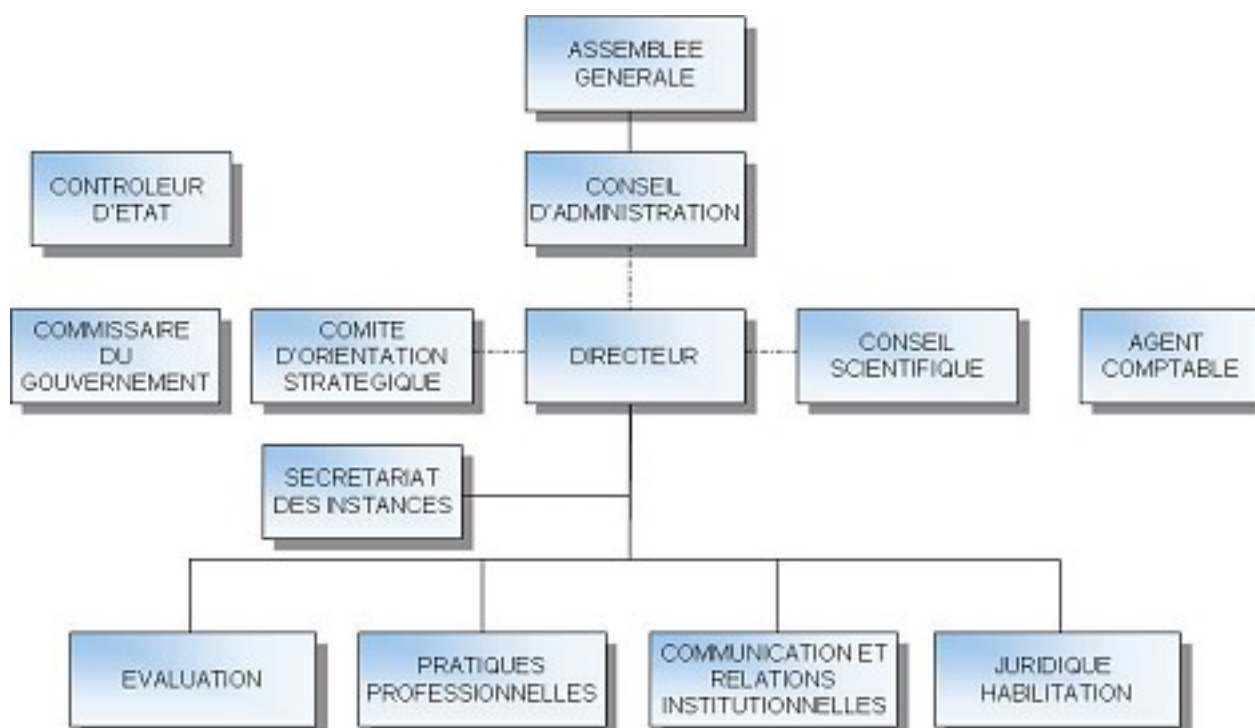 ASSEMBLEE
GENERALE
CONTROLEUR
D'ETAT
CONSEIL
D'ADMINISTRATION
COMMISSAIRE
DU
GOUVERNEMENT
COMITE
D'ORIENTATION
STRATEGIQUE
DIRECTEUR
CONSEIL
SCIENTIFIQUE
AGENT
COMPTABLE
SECRETARIAT
DES INSTANCES
EVALUATION
PRATIQUES
PROFESSIONNELLES
COMMUNICATION ET
RELATIONS
INSTITUTIONNELLES
JURIDIQUE
HABILITATION